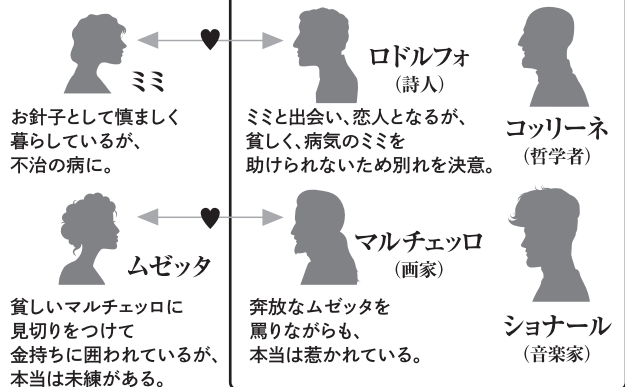 ミミ
お針子として慎ましく
暮らしているが、
不治の病に。
ロドルフォ
（詩人）
ミミと出会い、恋人となるが、
貧しく、病気のミミを
助けられないため別れを決意。
コッリーネ
（哲学者）
ムゼッタ
貧しいマルチェッロに
見切りをつけて
金持ちに囲われているが、
本当は未練がある。
マルチェッロ
（画家）
奔放なムゼッタを
罵りながらも、
本当は惹かれている。
ショナール
（音楽家）